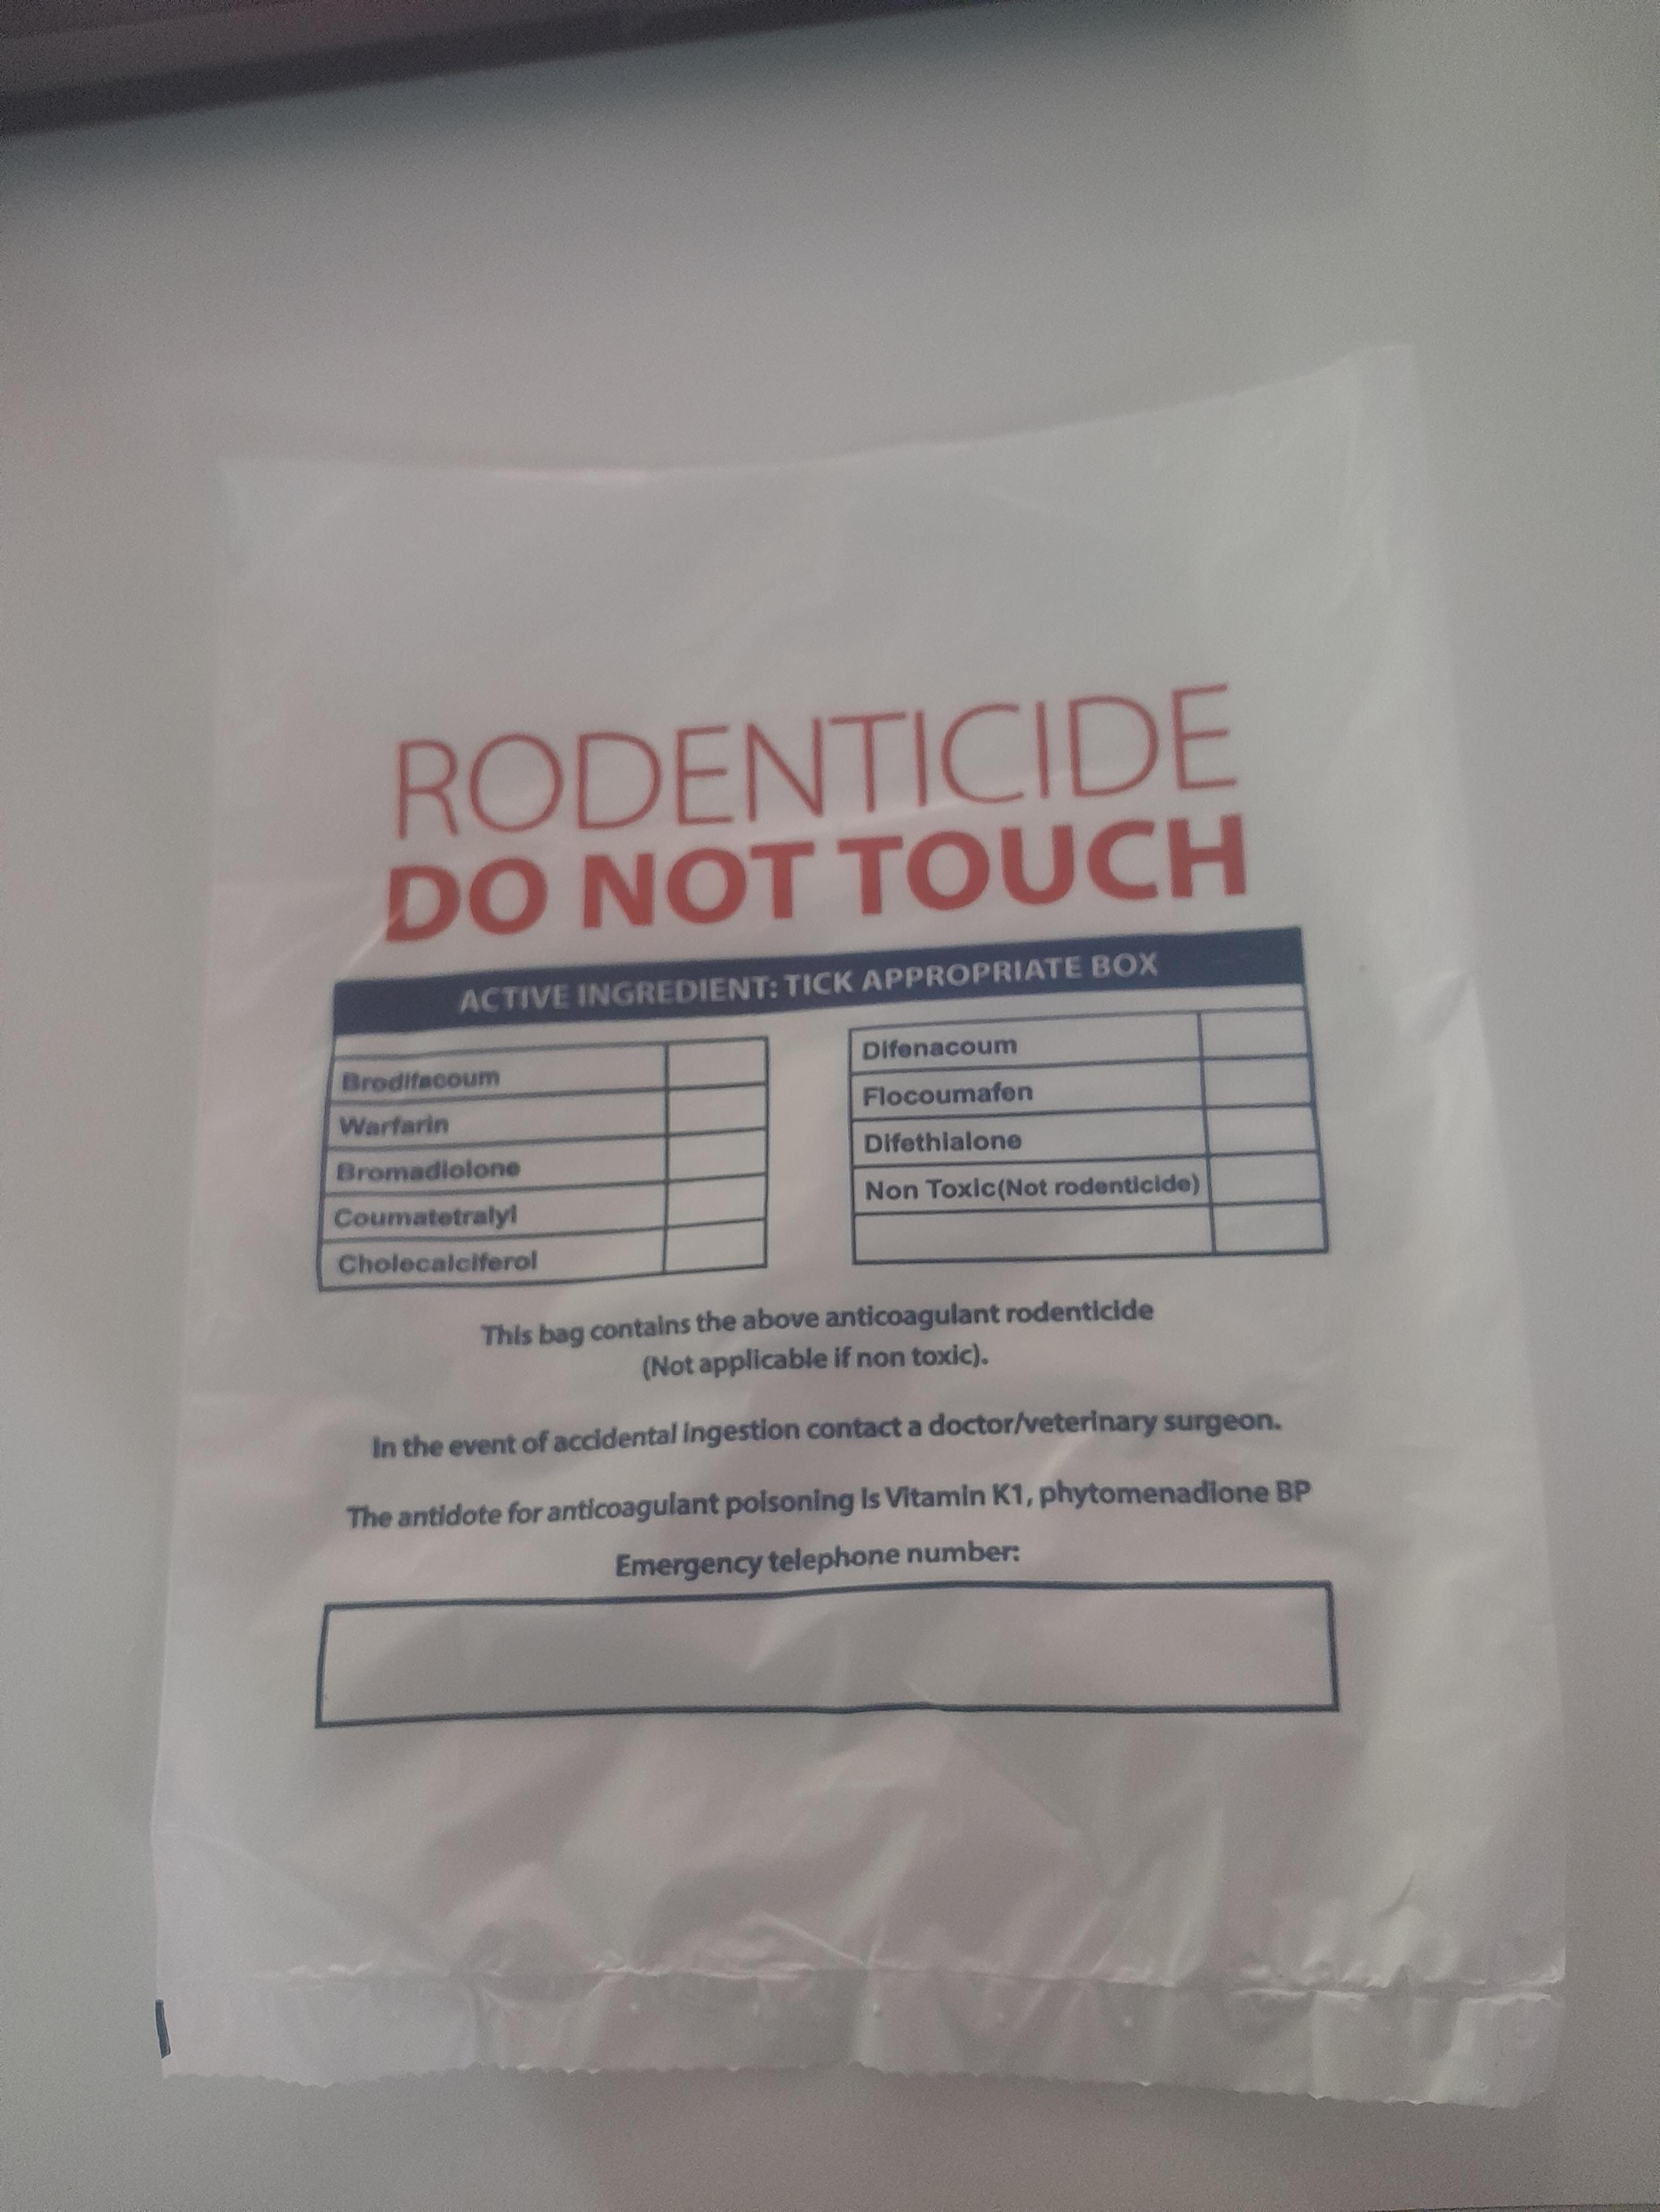 RODENTICIDE
DO NOT TOUCH
ACTIVE INGREDIENT: TICK APPROPRIATE BOX
Brodifacoum
Warfarin
Bromadiolone
Coumatetralyl
Cholecalciferol
Difenacoum
Flocoumafen
Difethialone
Non Toxic(Not rodenticide)
This bag contains the above anticoagulant rodenticide
(Not applicable if non toxic).
In the event of accidental ingestion contact a doctor/veterinary surgeon.
The antidote for anticoagulant poisoning is Vitamin K1, phytomenadione BP
Emergency telephone number: